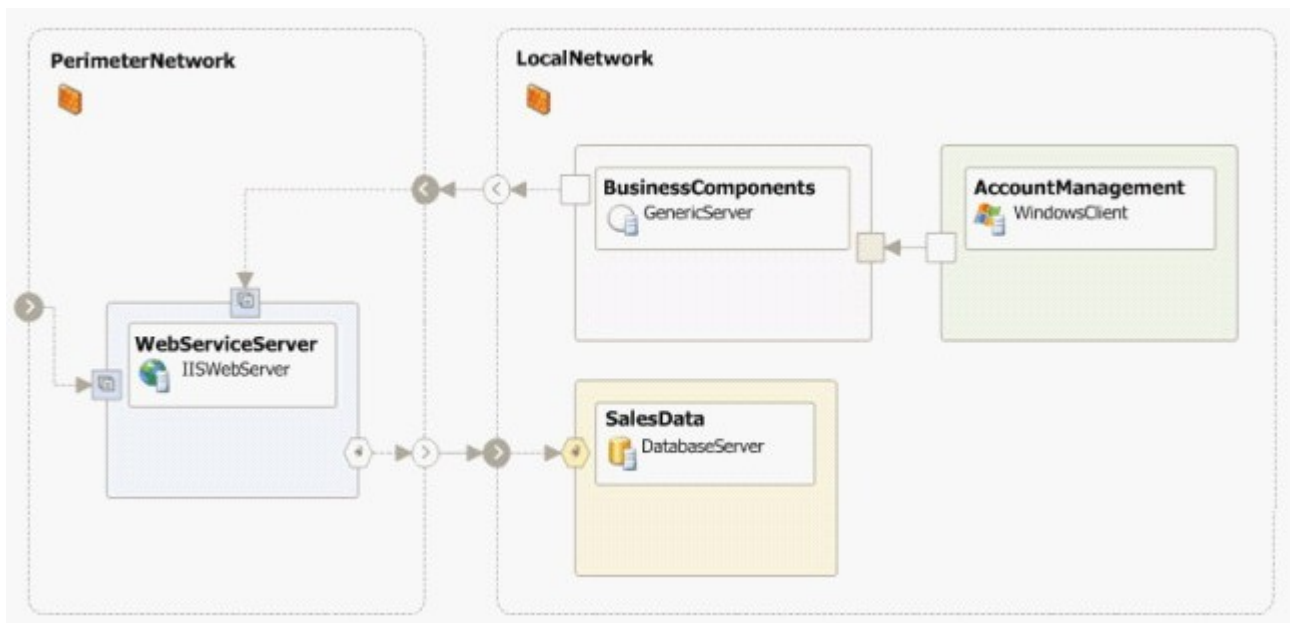 PerimeterNetwork
LocalNetwork
BusinessComponents
GenericServer
AccountManagement
WindowsClient
WebServiceServer
IISWebServer
SalesData
DatabaseServer